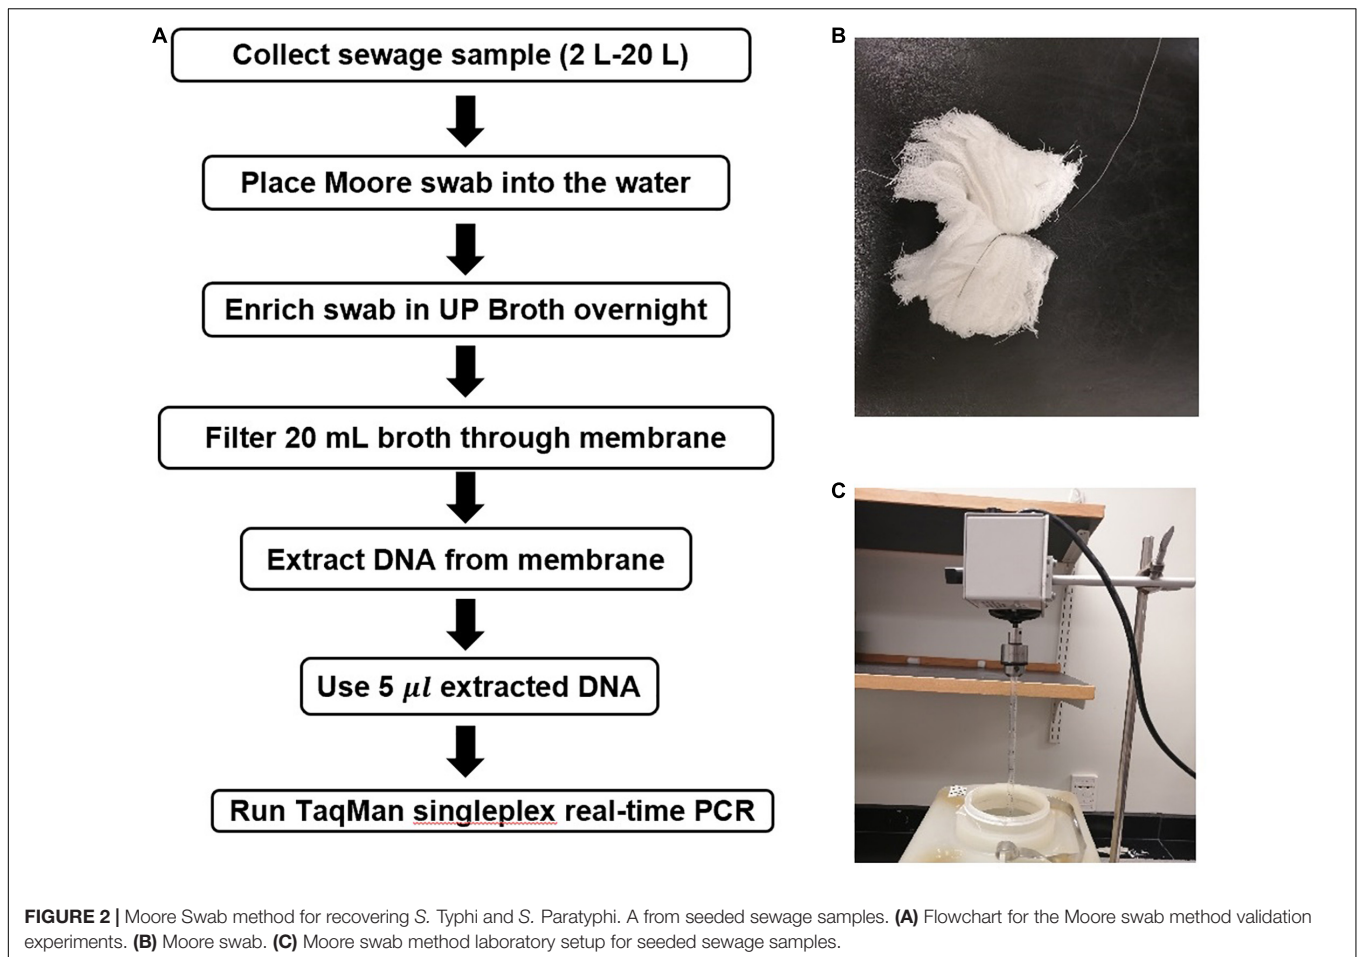 A
Collect sewage sample (2 L-20 L)
Place Moore swab into the water
Enrich swab in UP Broth overnight
Filter 20 mL broth through membrane
Extract DNA from membrane
Use 5 μl extracted DNA
Run TaqMan singleplex real-time PCR
B
C
FIGURE 2 | Moore Swab method for recovering S. Typhi and S. Paratyphi. A from seeded sewage samples. (A) Flowchart for the Moore swab method validation
experiments. (B) Moore swab. (C) Moore swab method laboratory setup for seeded sewage samples.